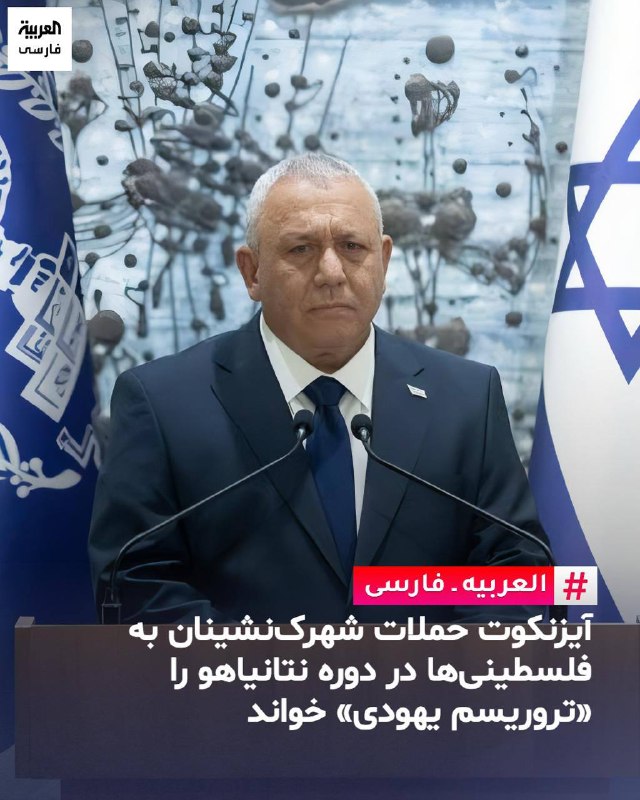 العربية
فارسی
# العربیه ـ فارسی
آیزنکوت حملات شهرک‌نشینان به
فلسطینی‌ها در دوره نتانیاهو را
«تروریسم یهودی» خواند